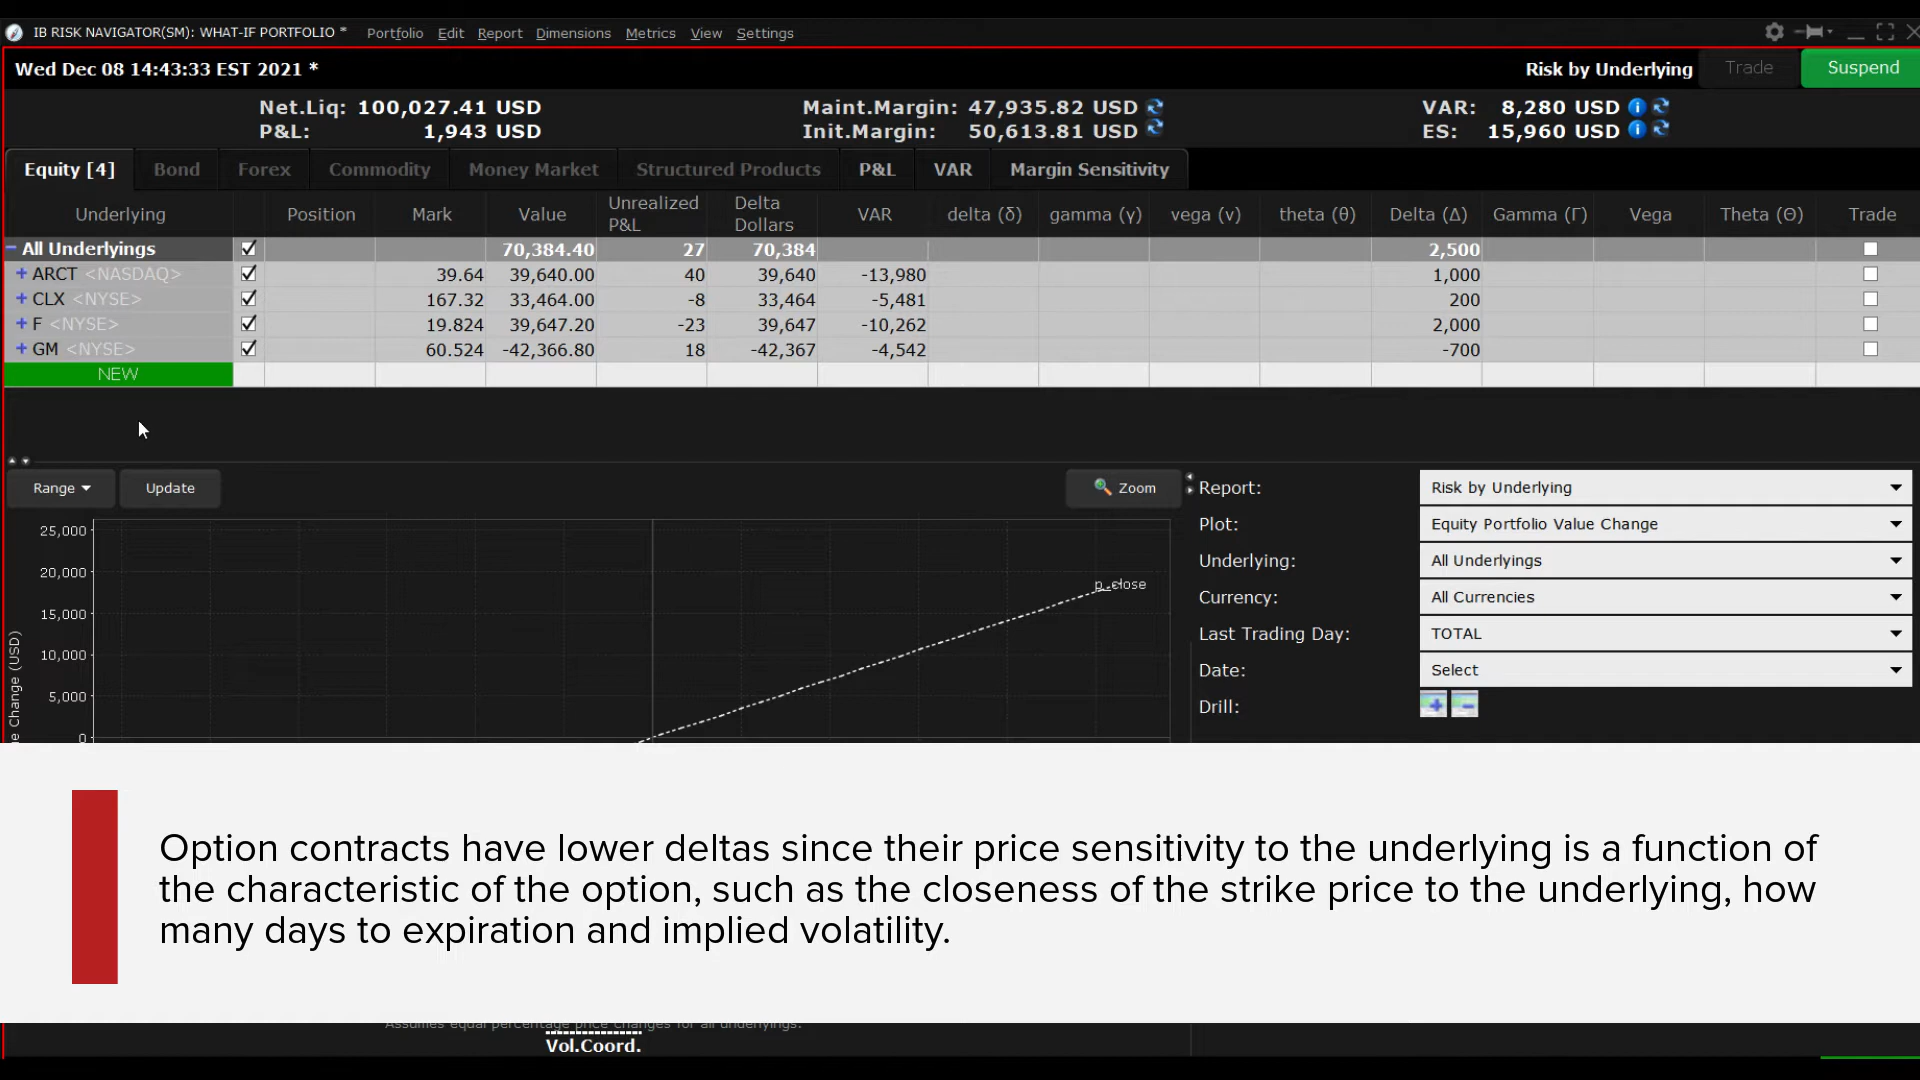 IB RISK NAVIGATOR(SM): WHAT-IF PORTFOLIO * Portfolio Edit Report Dimensions Metrics View Settings
Wed Dec 08 14:43:33 EST 2021 * Risk by Underlying Trade Suspend
Net.Liq: 100,027.41 USD Maint.Margin: 47,935.82 USD VAR: 8,280 USD
P&L: 1,943 USD Init.Margin: 50,613.81 USD ES: 15,960 USD
Equity [4] Bond Forex Commodity Money Market Structured Products P&L VAR Margin Sensitivity
Underlying Position Mark Value Unrealized P&L Delta Dollars VAR delta (δ) gamma (γ) vega (v) theta (θ) Delta (Δ) Gamma (Γ) Vega Theta (Θ) Trade
All Underlyings 70,384.40 27 70,384 2,500
ARCT <NASDAQ> 39.64 39,640.00 40 39,640 -13,980 1,000
CLX <NYSE> 167.32 33,464.00 -8 33,464 -5,481 200
F <NYSE> 19.824 39,647.20 -23 39,647 -10,262 2,000
GM <NYSE> 60.524 -42,366.80 18 -42,367 -4,542 -700
NEW
Range Update Zoom
Report: Risk by Underlying
Plot: Equity Portfolio Value Change
Underlying: All Underlyings
Currency: All Currencies
Last Trading Day: TOTAL
Date: Select
Drill:
25,000
20,000
15,000
10,000
5,000
0
Change (USD)
p_close
Option contracts have lower deltas since their price sensitivity to the underlying is a function of
the characteristic of the option, such as the closeness of the strike price to the underlying, how
many days to expiration and implied volatility.
Assumes equal percentage price changes for all underlyings.
Vol.Coord.